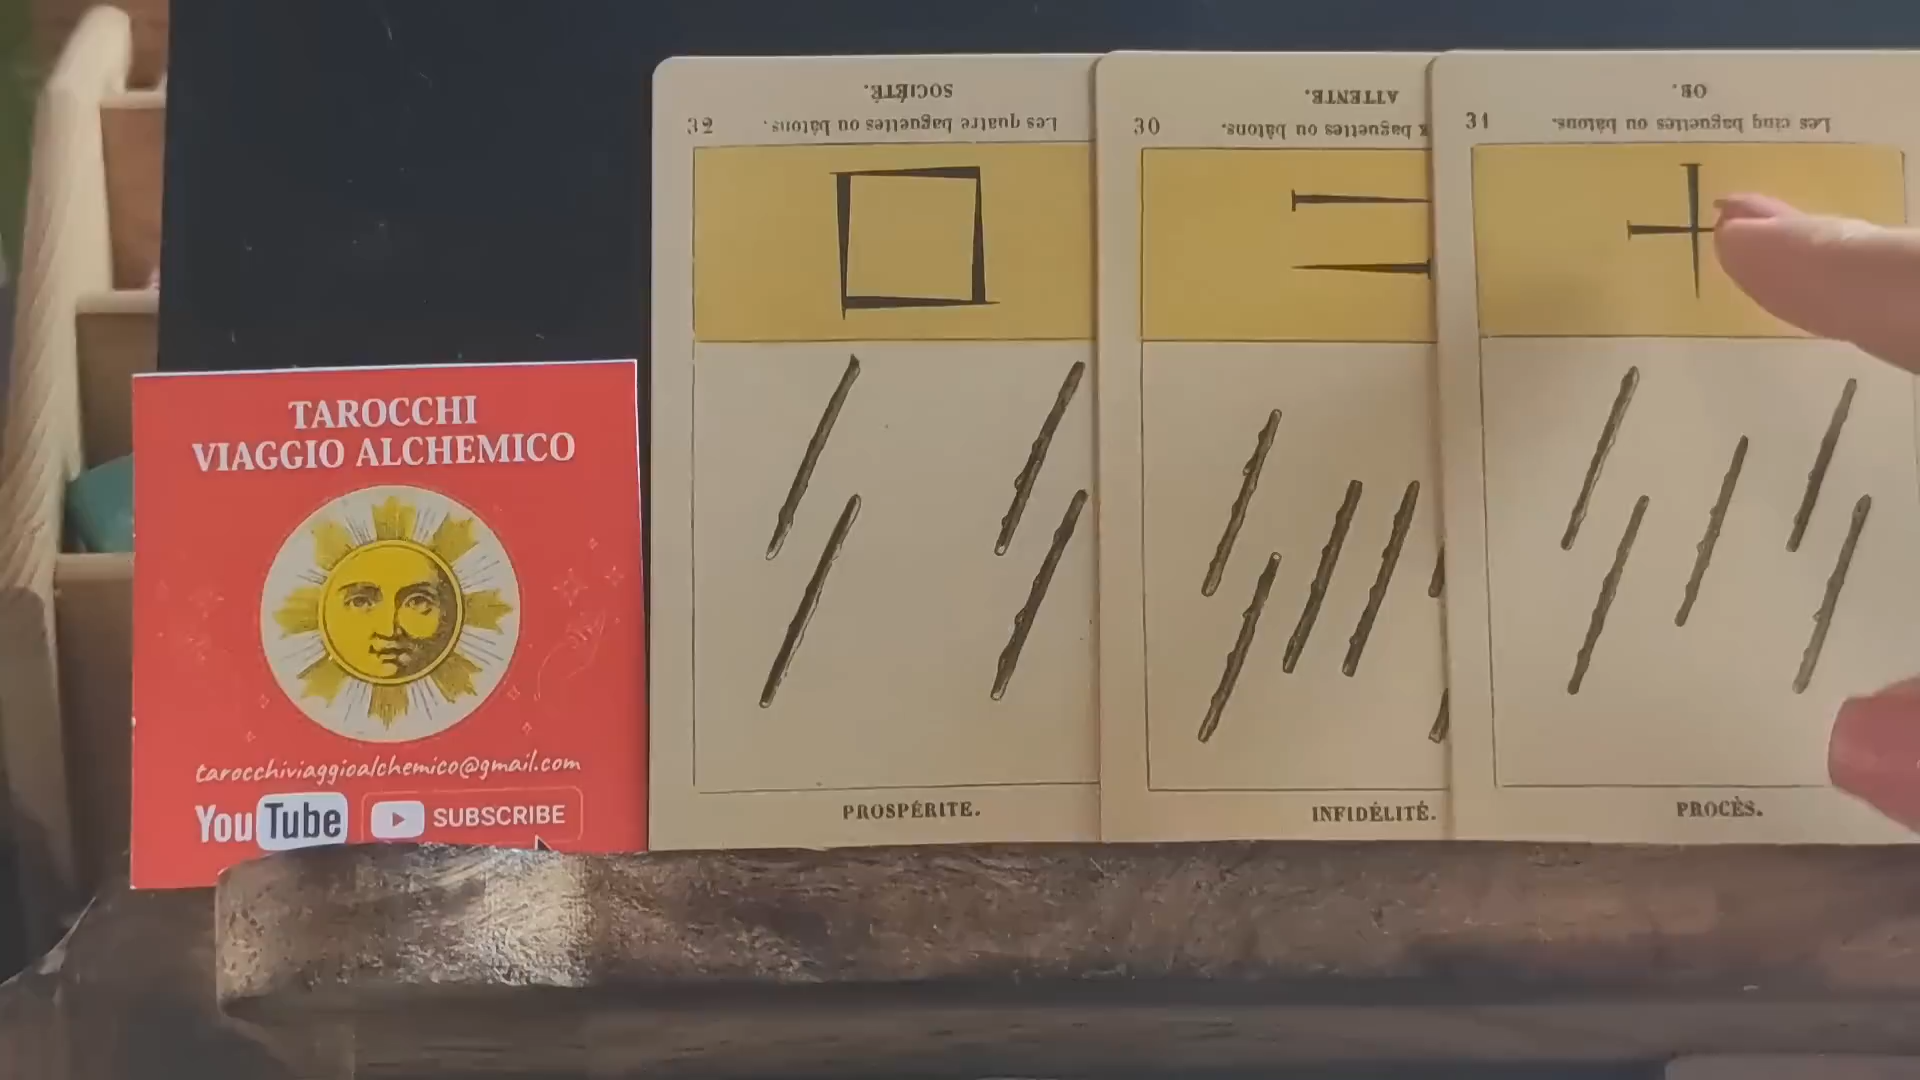 TAROCCHI
VIAGGIO ALCHEMICO
tarocchiviaggioalchemico@gmail.com
YouTube SUBSCRIBE
SOCIÉTÉ.
32 Les quatre baguettes ou bâtons.
PROSPÉRITE.
ATTENTE.
30 baguettes ou bâtons.
INFIDÉLITÉ.
OR.
31 Les cinq baguettes ou bâtons.
PROCÈS.